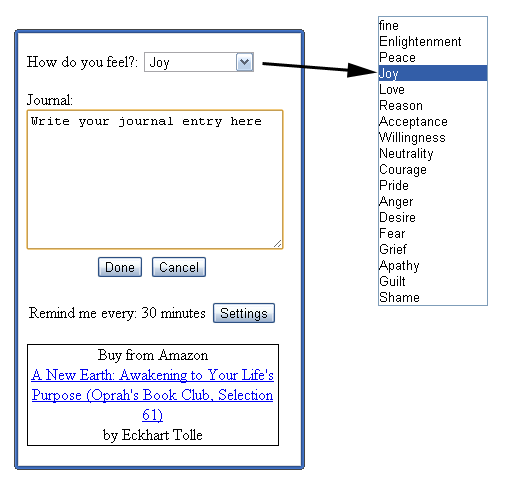 How do you feel?: Joy
Journal:
Write your journal entry here
Done Cancel
Remind me every: 30 minutes Settings
Buy from Amazon
A New Earth: Awakening to Your Life's
Purpose (Oprah's Book Club, Selection
61)
by Eckhart Tolle
fine
Enlightenment
Peace
Joy
Love
Reason
Acceptance
Willingness
Neutrality
Courage
Pride
Anger
Desire
Fear
Grief
Apathy
Guilt
Shame